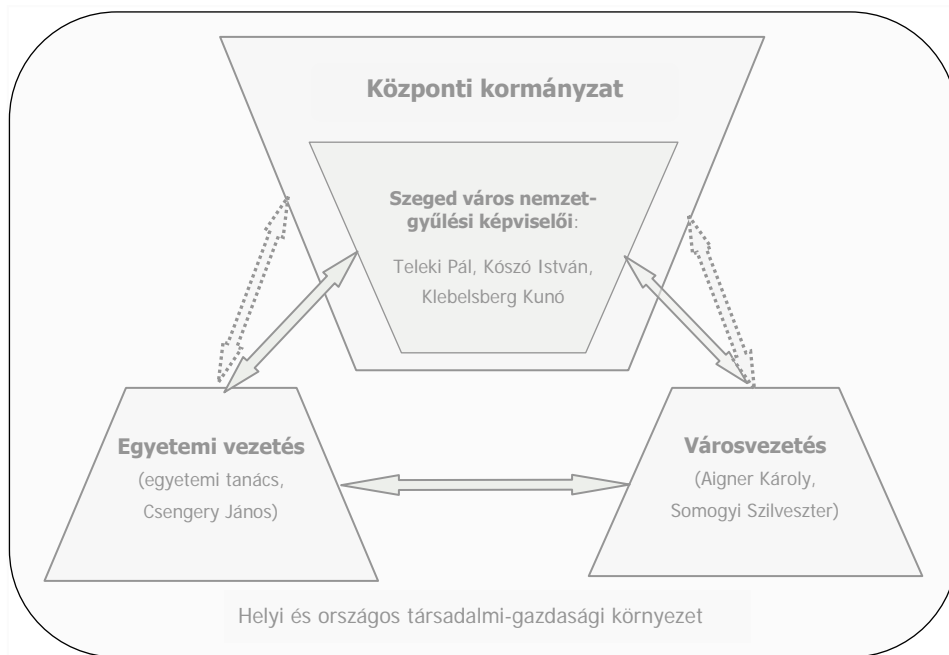 Központi kormányzat
Szeged város nemzet-
gyűlési képviselői:
Teleki Pál, Kószó István,
Klebelsberg Kunó
Egyetemi vezetés
(egyetemi tanács,
Csengery János)
Városvezetés
(Aigner Károly,
Somogyi Szilveszter)
Helyi és országos társadalmi-gazdasági környezet